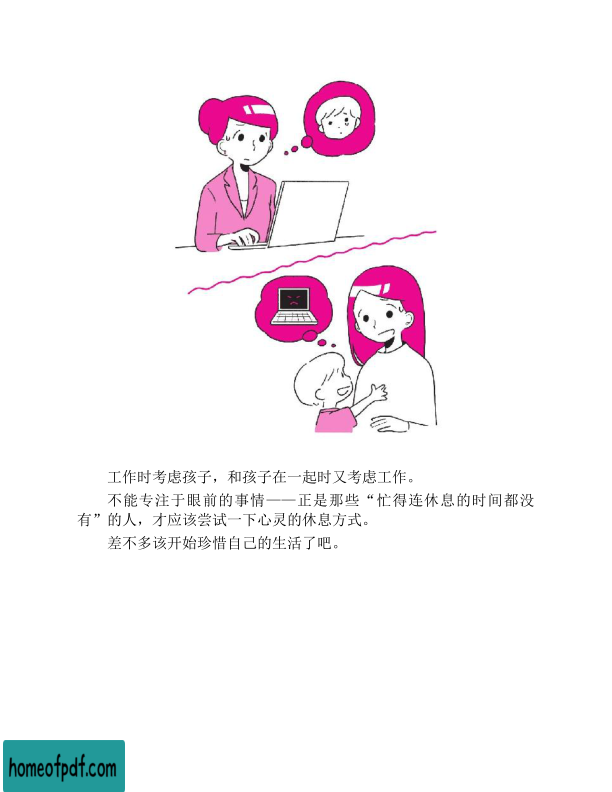 工作时考虑孩子，和孩子在一起时又考虑工作。
不能专注于眼前的事情——正是那些“忙得连休息的时间都没
有”的人，才应该尝试一下心灵的休息方式。
差不多该开始珍惜自己的生活了吧。
homeofpdf.com